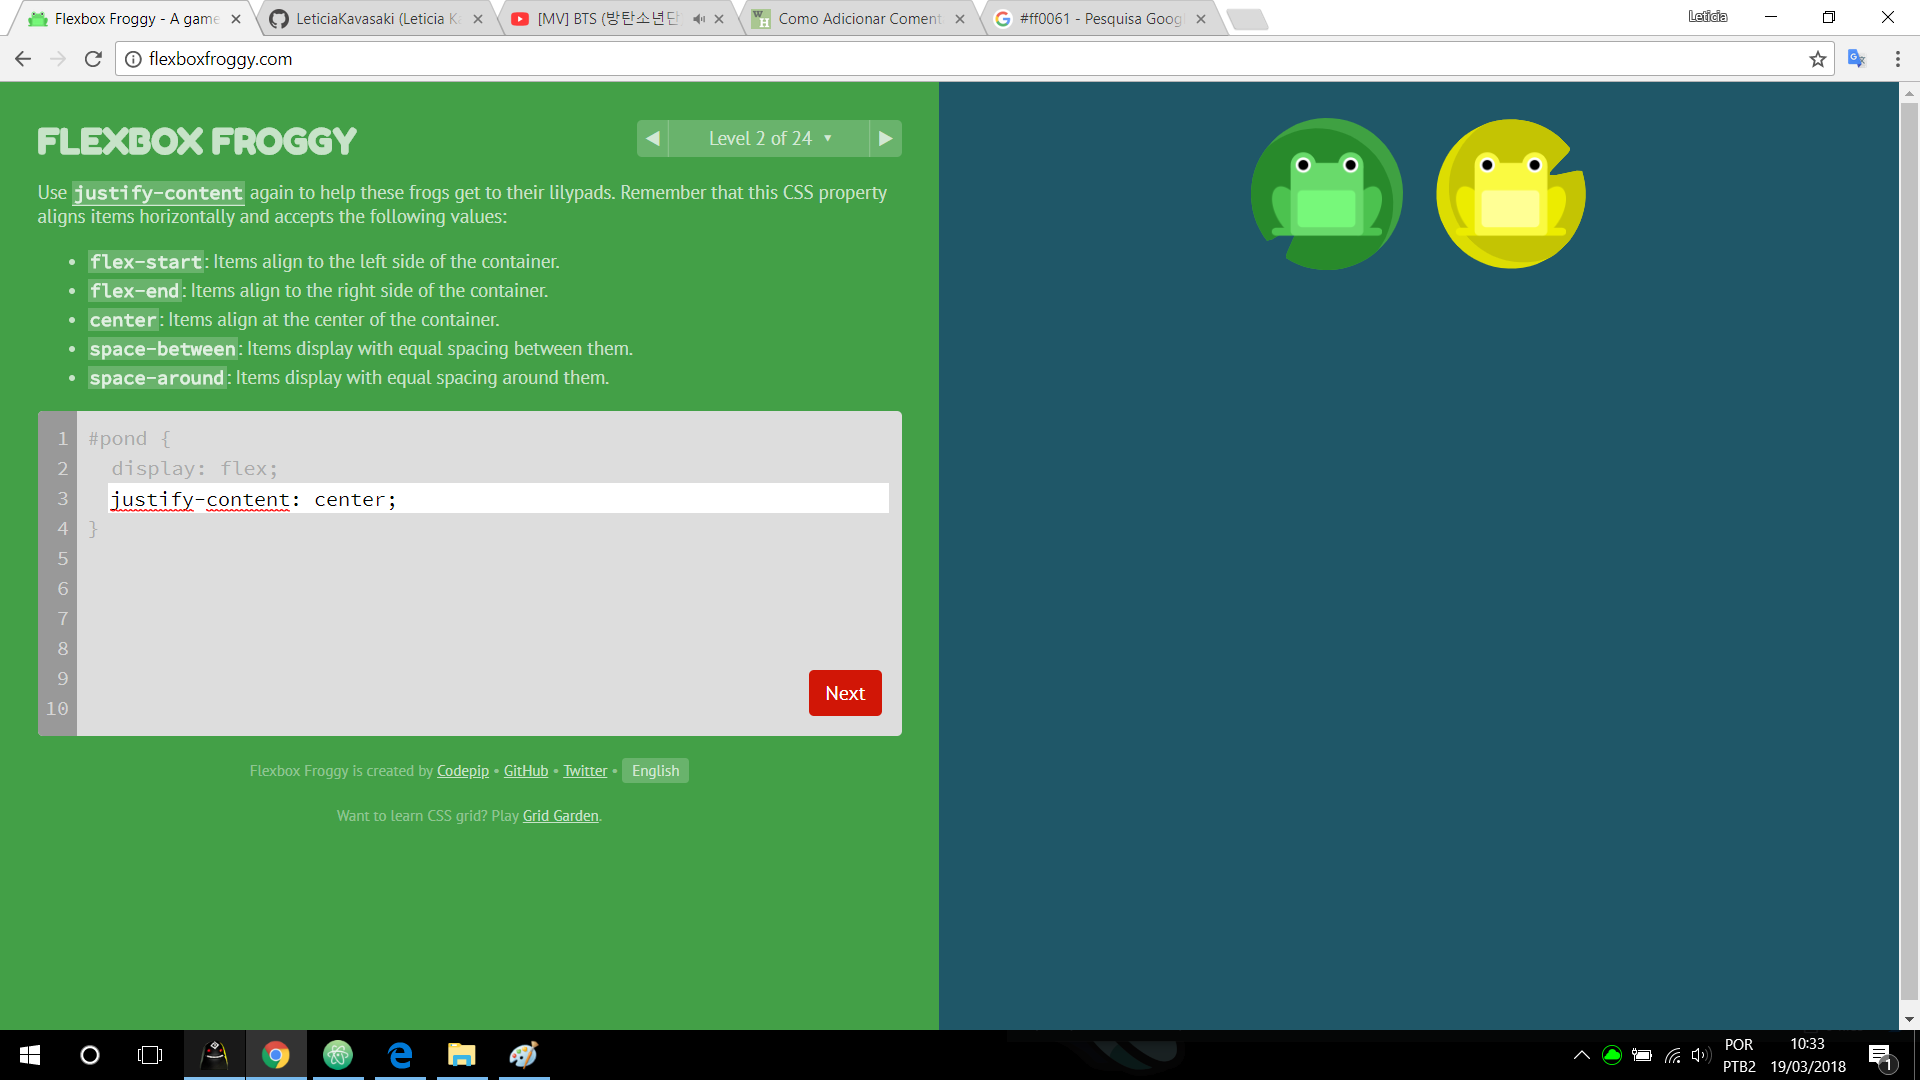 Flexbox Froggy - A game
LeticiaKavasaki (Leticia K
[MV] BTS (방탄소년단
Como Adicionar Coment
#ff0061 - Pesquisa Goog
Leticia
flexboxfroggy.com
FLEXBOX FROGGY
Level 2 of 24
Use justify-content again to help these frogs get to their lilypads. Remember that this CSS property
aligns items horizontally and accepts the following values:
• flex-start: Items align to the left side of the container.
• flex-end: Items align to the right side of the container.
• center: Items align at the center of the container.
• space-between: Items display with equal spacing between them.
• space-around: Items display with equal spacing around them.
1 #pond {
2 display: flex;
3 justify-content: center;
4 }
5
6
7
8
9
10
Next
Flexbox Froggy is created by Codepip • GitHub • Twitter • English
Want to learn CSS grid? Play Grid Garden.
POR
PTB2
10:33
19/03/2018
1